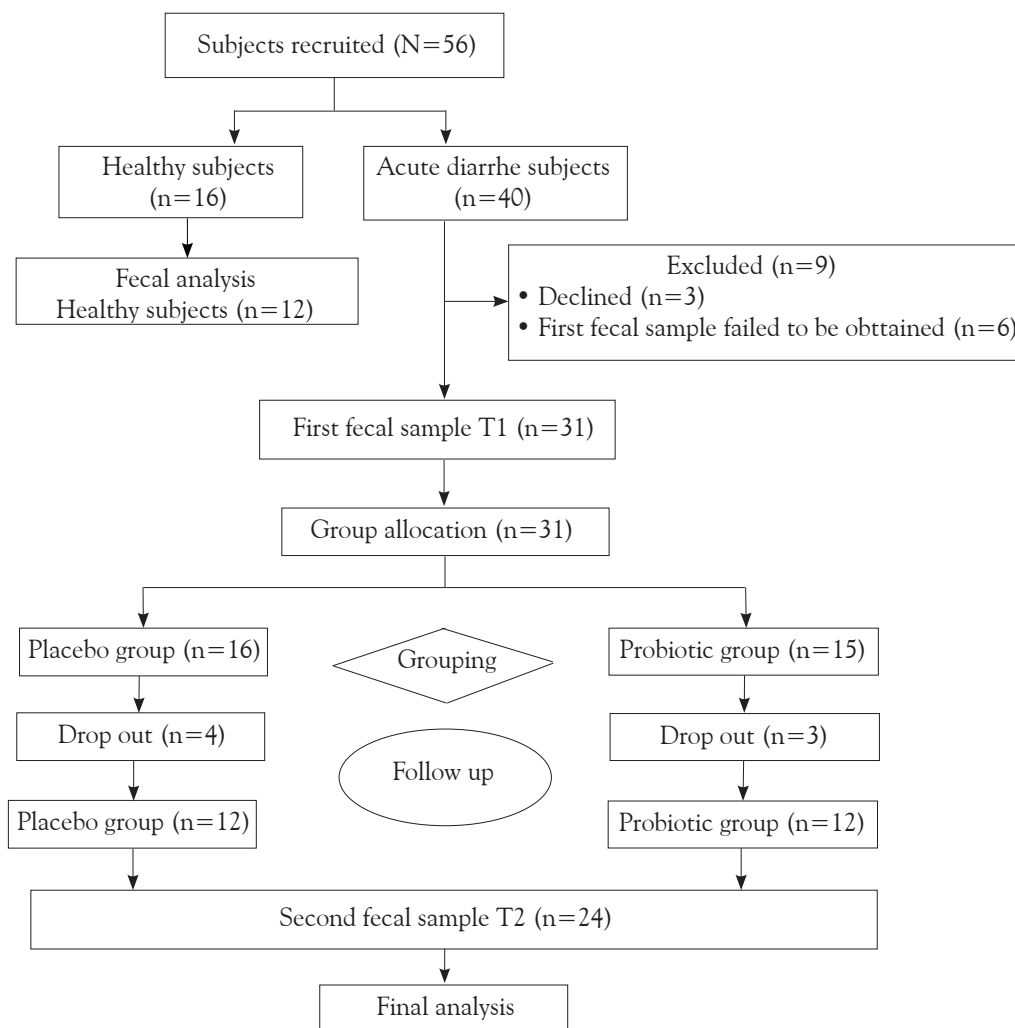 Subjects recruited (N=56)
Healthy subjects
(n=16)
Acute diarrhe subjects
(n=40)
Fecal analysis
Healthy subjects (n=12)
Excluded (n=9)
• Declined (n=3)
• First fecal sample failed to be obttained (n=6)
First fecal sample T1 (n=31)
Group allocation (n=31)
Placebo group (n=16)
Grouping
Probiotic group (n=15)
Drop out (n=4)
Drop out (n=3)
Follow up
Placebo group (n=12)
Probiotic group (n=12)
Second fecal sample T2 (n=24)
Final analysis